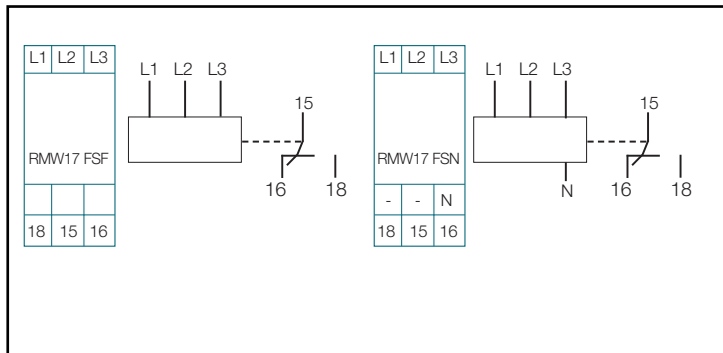 L1 L2 L3
RMW17 FSF
18 15 16
L1 L2 L3
15
16 18
L1 L2 L3
RMW17 FSN
- - N
18 15 16
L1 L2 L3
N
15
16 18